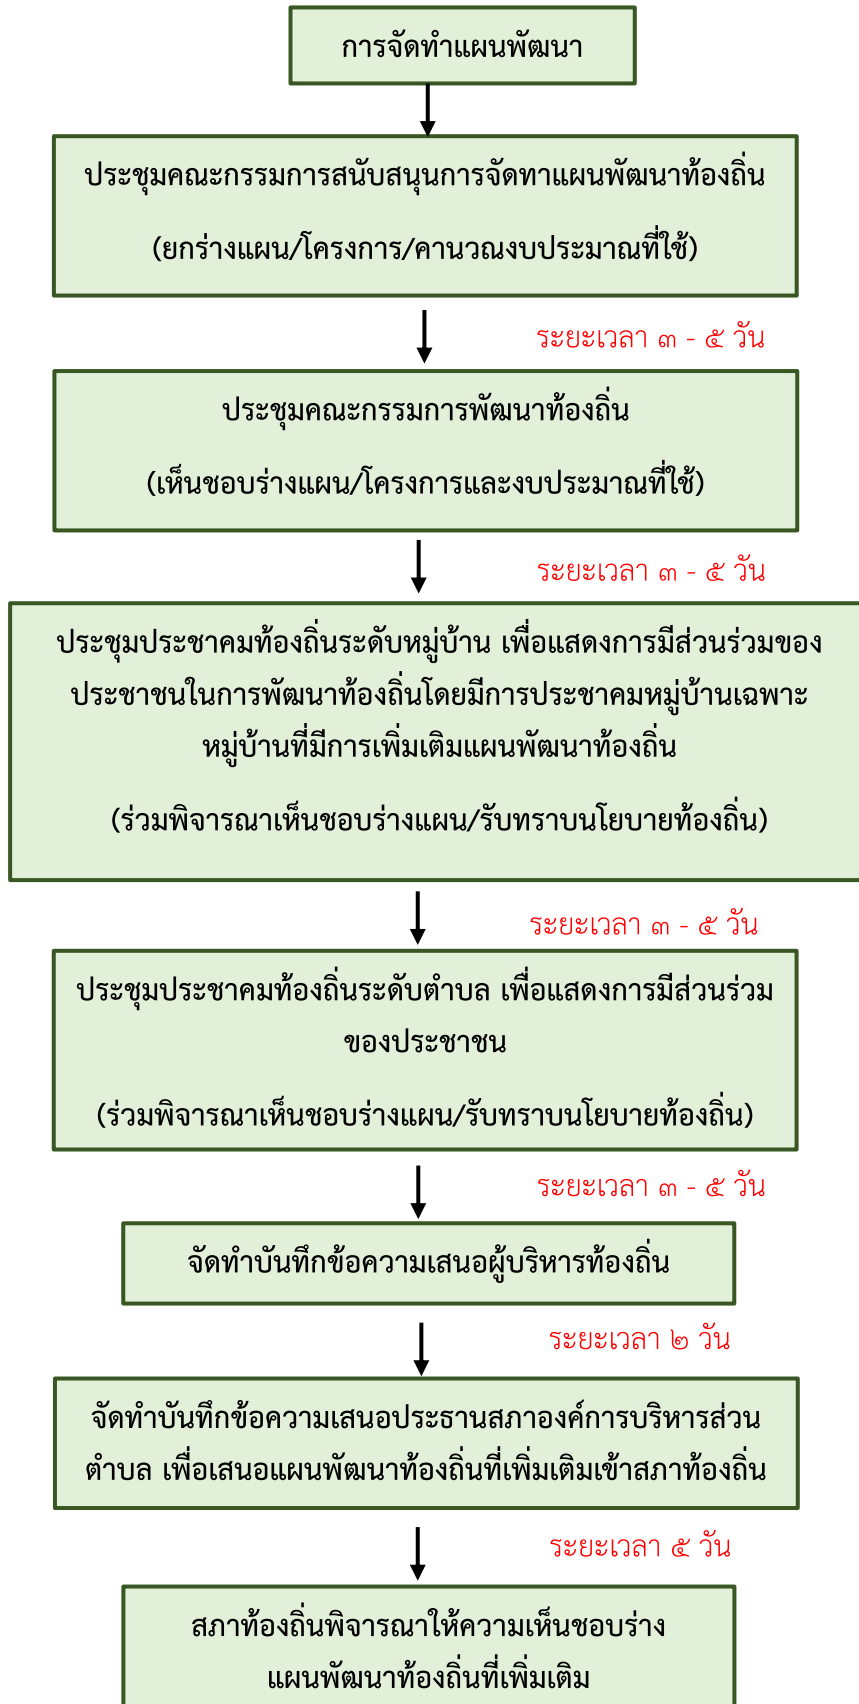 การจัดทำแผนพัฒนา
ประชุมคณะกรรมการสนับสนุนการจัดทาแผนพัฒนาท้องถิ่น
(ยกร่างแผน/โครงการ/คานวณงบประมาณที่ใช้)
ระยะเวลา ๓ - ๕ วัน
ประชุมคณะกรรมการพัฒนาท้องถิ่น
(เห็นชอบร่างแผน/โครงการและงบประมาณที่ใช้)
ระยะเวลา ๓ - ๕ วัน
ประชุมประชาคมท้องถิ่นระดับหมู่บ้าน เพื่อแสดงการมีส่วนร่วมของ
ประชาชนในการพัฒนาท้องถิ่นโดยมีการประชาคมหมู่บ้านเฉพาะ
หมู่บ้านที่มีการเพิ่มเติมแผนพัฒนาท้องถิ่น
(ร่วมพิจารณาเห็นชอบร่างแผน/รับทราบนโยบายท้องถิ่น)
ระยะเวลา ๓ - ๕ วัน
ประชุมประชาคมท้องถิ่นระดับตำบล เพื่อแสดงการมีส่วนร่วม
ของประชาชน
(ร่วมพิจารณาเห็นชอบร่างแผน/รับทราบนโยบายท้องถิ่น)
ระยะเวลา ๓ - ๕ วัน
จัดทำบันทึกข้อความเสนอผู้บริหารท้องถิ่น
ระยะเวลา ๒ วัน
จัดทำบันทึกข้อความเสนอประธานสภาองค์การบริหารส่วน
ตำบล เพื่อเสนอแผนพัฒนาท้องถิ่นที่เพิ่มเติมเข้าสภาท้องถิ่น
ระยะเวลา ๕ วัน
สภาท้องถิ่นพิจารณาให้ความเห็นชอบร่าง
แผนพัฒนาท้องถิ่นที่เพิ่มเติม